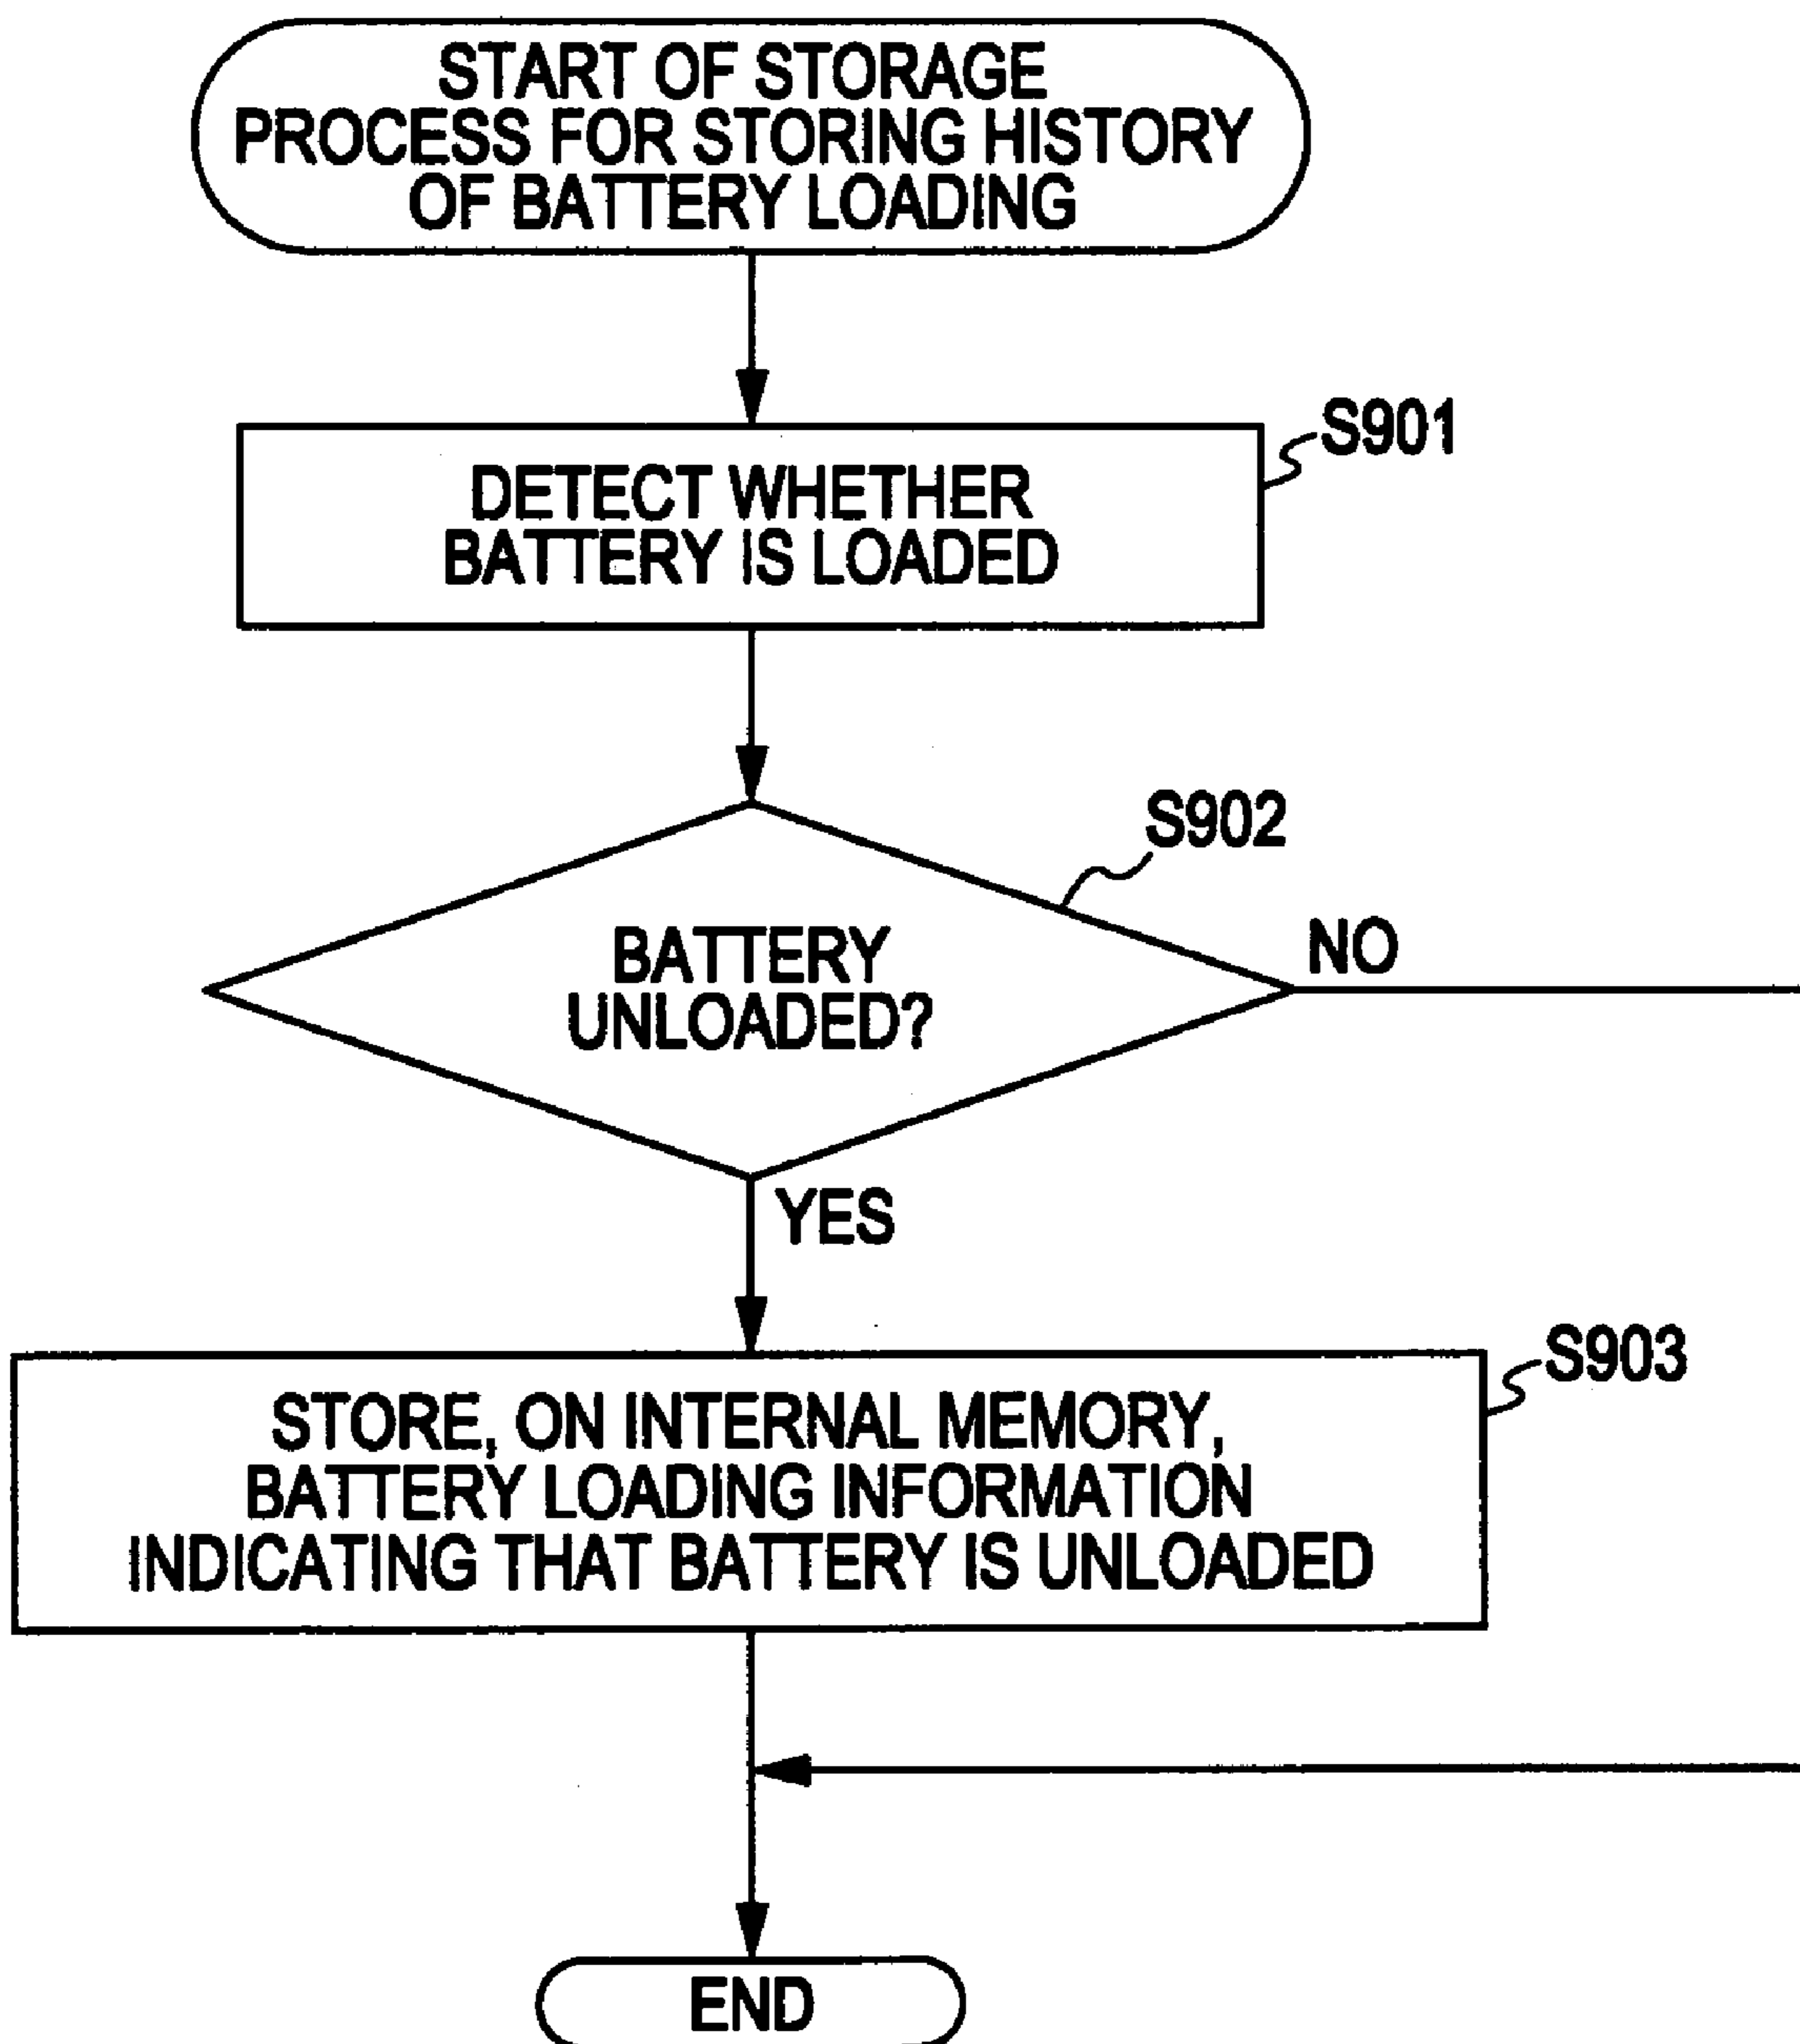 START OF STORAGE
PROCESS FOR STORING HISTORY
OF BATTERY LOADING
S901
DETECT WHETHER
BATTERY IS LOADED
S902
BATTERY
UNLOADED?
NO
YES
S903
STORE, ON INTERNAL MEMORY,
BATTERY LOADING INFORMATION
INDICATING THAT BATTERY IS UNLOADED
END